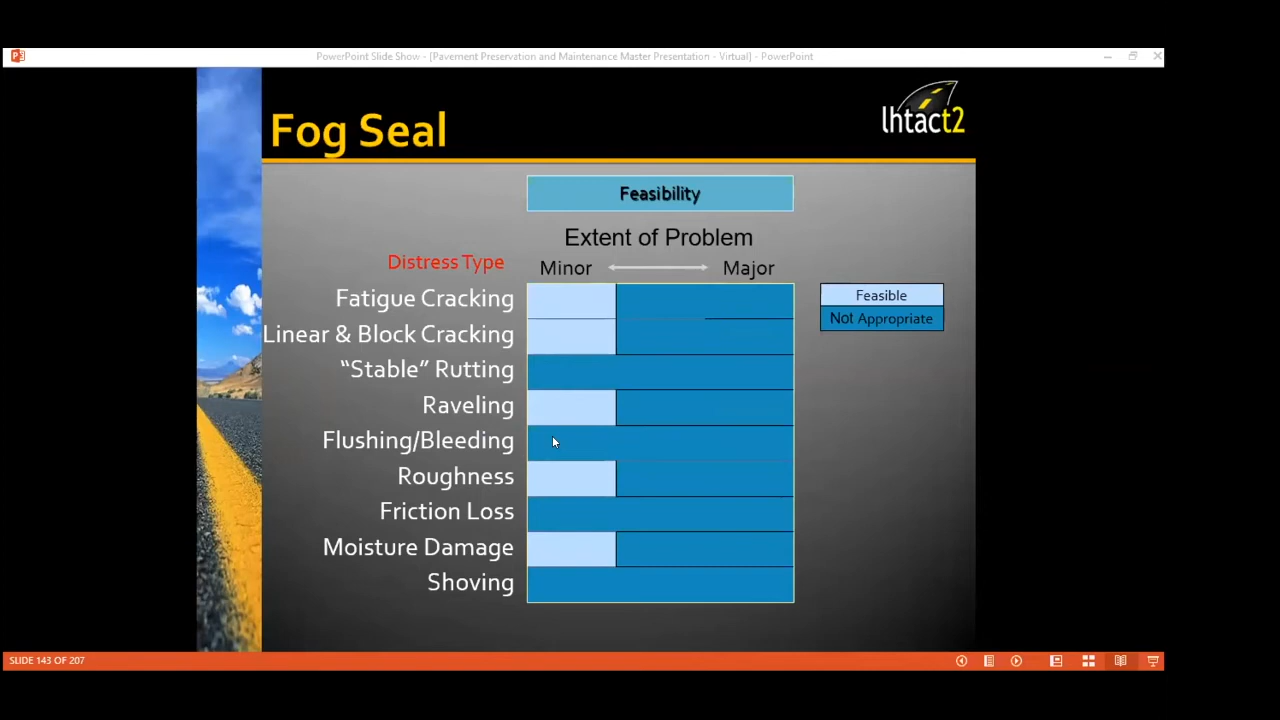 PowerPoint Slide Show - [Pavement Preservation and Maintenance Master Presentation - Virtual] - PowerPoint
lhtact2
Fog Seal
Feasibility
Extent of Problem
Distress Type
Minor Major
Fatigue Cracking
Feasible
Not Appropriate
Linear & Block Cracking
“Stable” Rutting
Raveling
Flushing/Bleeding
Roughness
Friction Loss
Moisture Damage
Shoving
SLIDE 143 OF 207